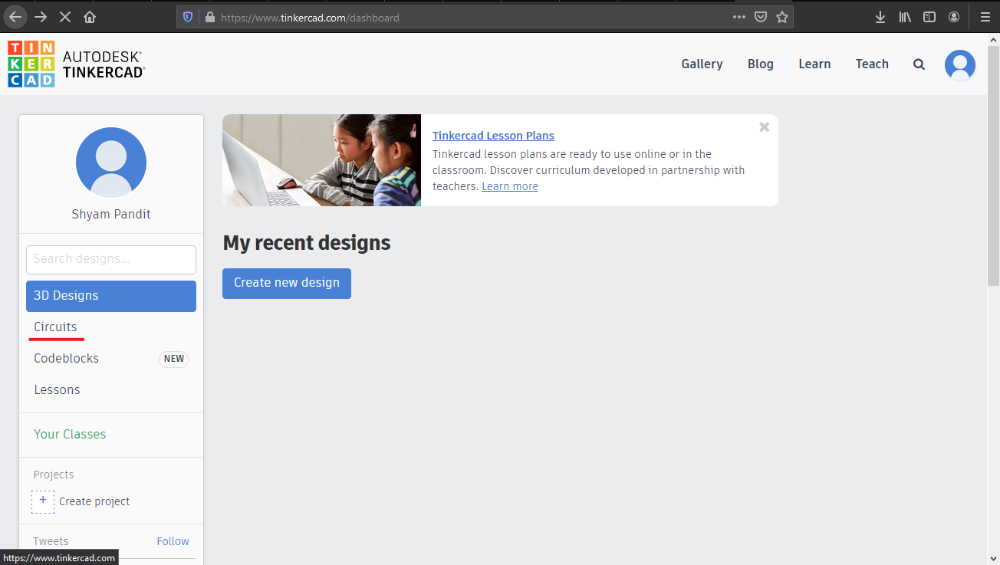 https://www.tinkercad.com/dashboard
TIN
KER
CAD
AUTODESK®
TINKERCAD®
Gallery
Blog
Learn
Teach
Shyam Pandit
Search designs...
3D Designs
Circuits
Codeblocks
NEW
Lessons
Your Classes
Projects
+ Create project
Tweets
Follow
Tinkercad Lesson Plans
Tinkercad lesson plans are ready to use online or in the
classroom. Discover curriculum developed in partnership with
teachers. Learn more
My recent designs
Create new design
https://www.tinkercad.com